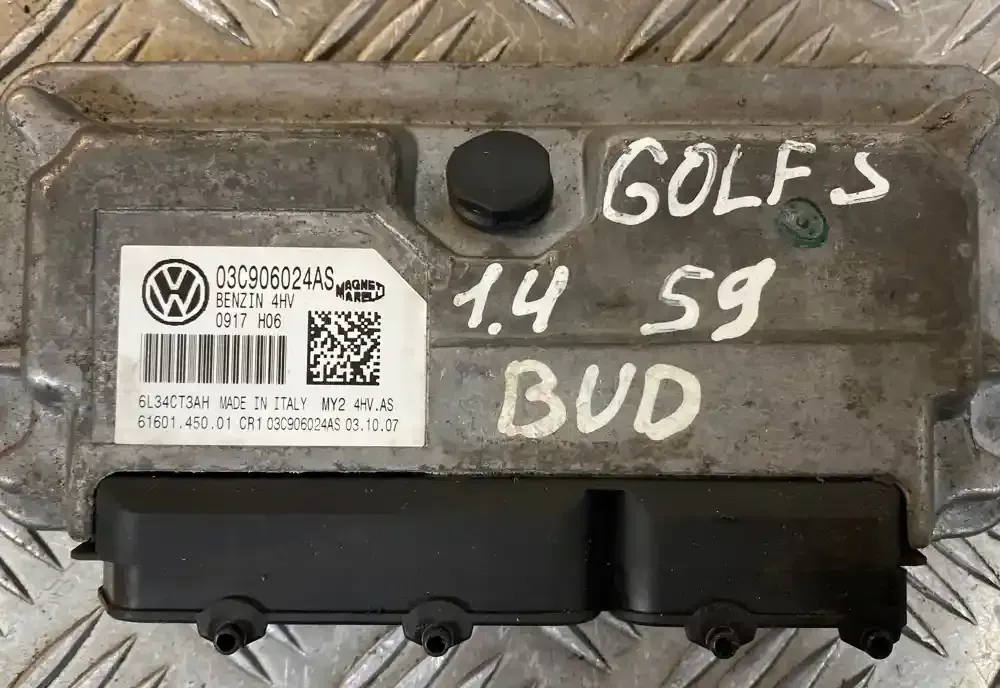 GOLF 5
1.4 59
BUD
03C906024AS
MAGNETI
MARELLI
BENZIN 4HV
0917 H06
6L34CT3AH MADE IN ITALY MY2 4HV.AS
61601.450.01 CR1 03C906024AS 03.10.07